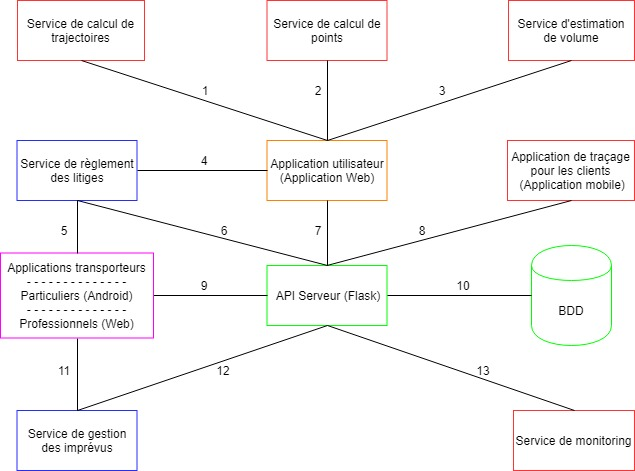 Service de calcul de
trajectoires
Service de calcul de
points
Service d'estimation
de volume
1
2
3
Service de règlement
des litiges
4
Application utilisateur
(Application Web)
Application de traçage
pour les clients
(Application mobile)
5
6
7
8
Applications transporteurs
- - - - - - - - - - - - - -
Particuliers (Android)
- - - - - - - - - - - - - -
Professionnels (Web)
9
API Serveur (Flask)
10
BDD
11
12
13
Service de gestion
des imprévus
Service de monitoring